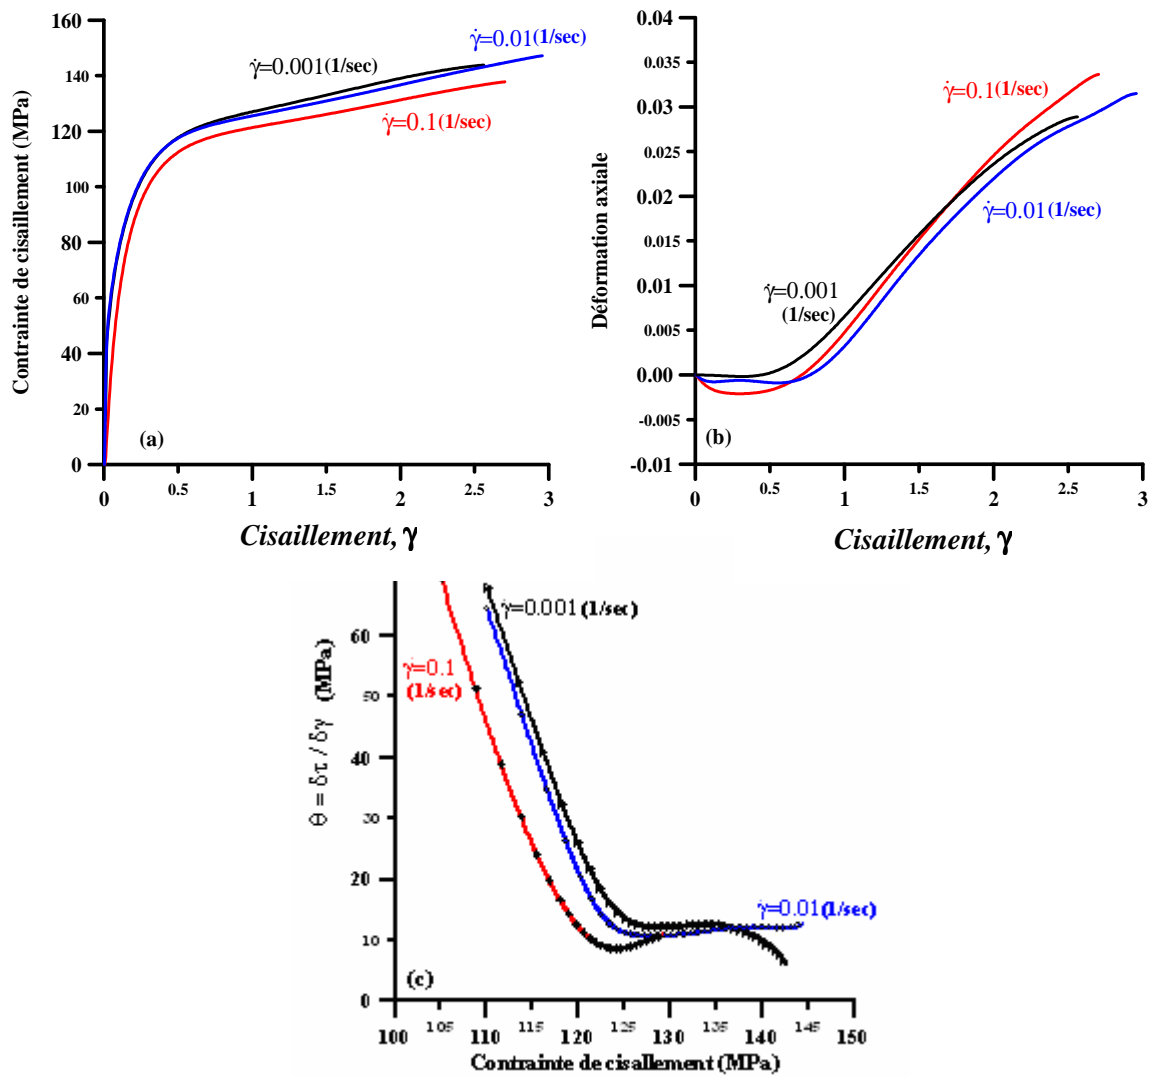 160
140
120
100
80
60
40
20
0
Contrainte de cisaillement (MPa)
γ̇=0.001(1/sec)
γ̇=0.01(1/sec)
γ̇=0.1(1/sec)
(a)
0 0.5 1 1.5 2 2.5 3
Cisaillement, γ
0.04
0.035
0.03
0.025
0.02
0.015
0.01
0.005
0.00
-0.005
-0.01
Déformation axiale
γ̇=0.1(1/sec)
γ̇=0.01(1/sec)
γ̇=0.001
(1/sec)
(b)
0 0.5 1 1.5 2 2.5 3
Cisaillement, γ
60
50
40
30
20
10
0
Θ = δτ / δγ (MPa)
γ̇=0.001(1/sec)
γ̇=0.1
(1/sec)
γ̇=0.01(1/sec)
(c)
100 105 110 115 120 125 130 135 140 145 150
Contrainte de cisallement (MPa)